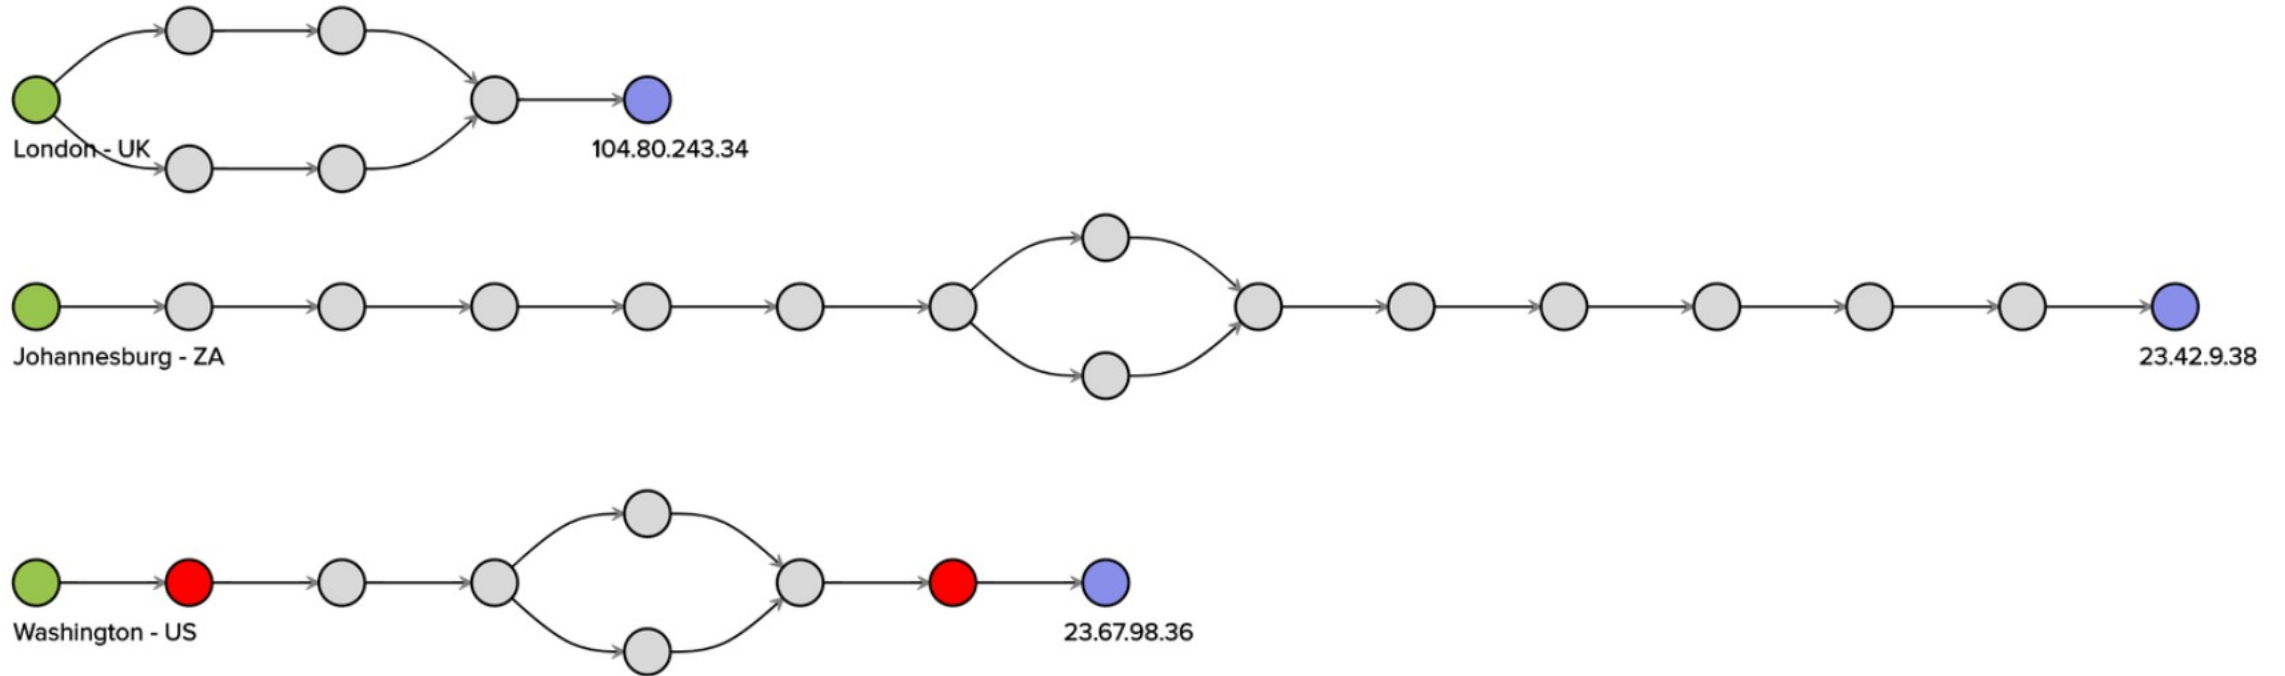 London - UK
104.80.243.34
Johannesburg - ZA
23.42.9.38
Washington - US
23.67.98.36